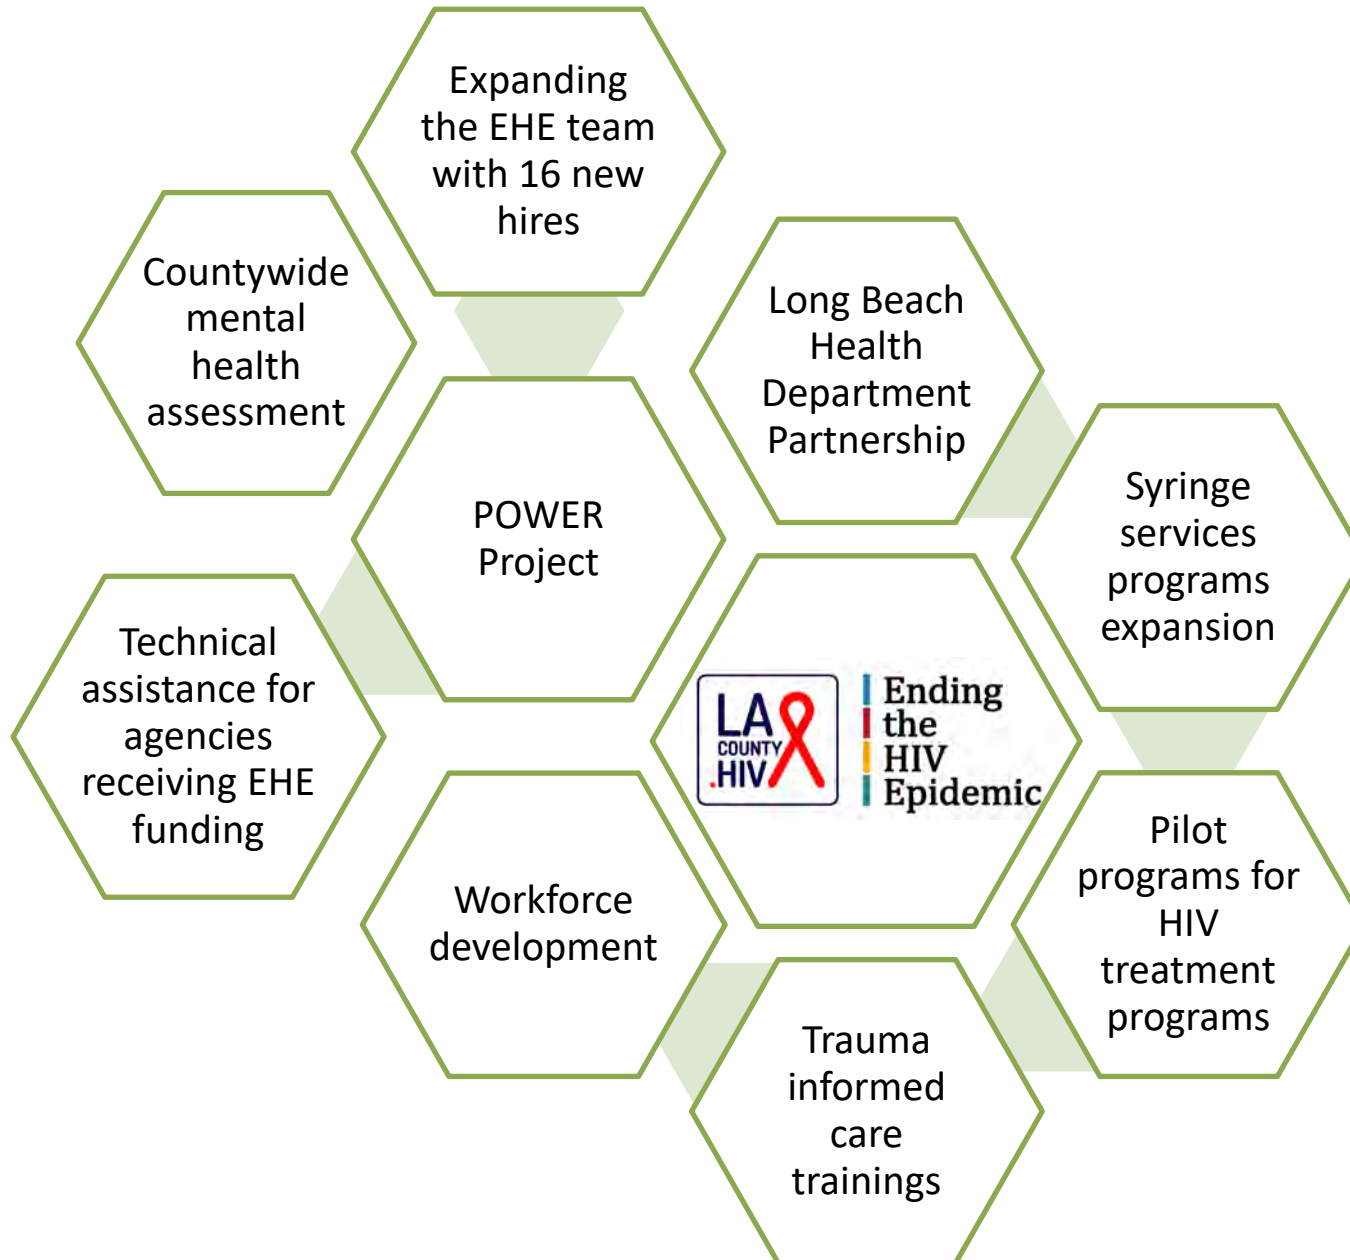 Expanding
the EHE team
with 16 new
hires
Countywide
mental
health
assessment
Long Beach
Health
Department
Partnership
POWER
Project
Syringe
services
programs
expansion
Technical
assistance for
agencies
receiving EHE
funding
LA
COUNTY
.HIV
Ending
the
HIV
Epidemic
Workforce
development
Pilot
programs for
HIV
treatment
programs
Trauma
informed
care
trainings